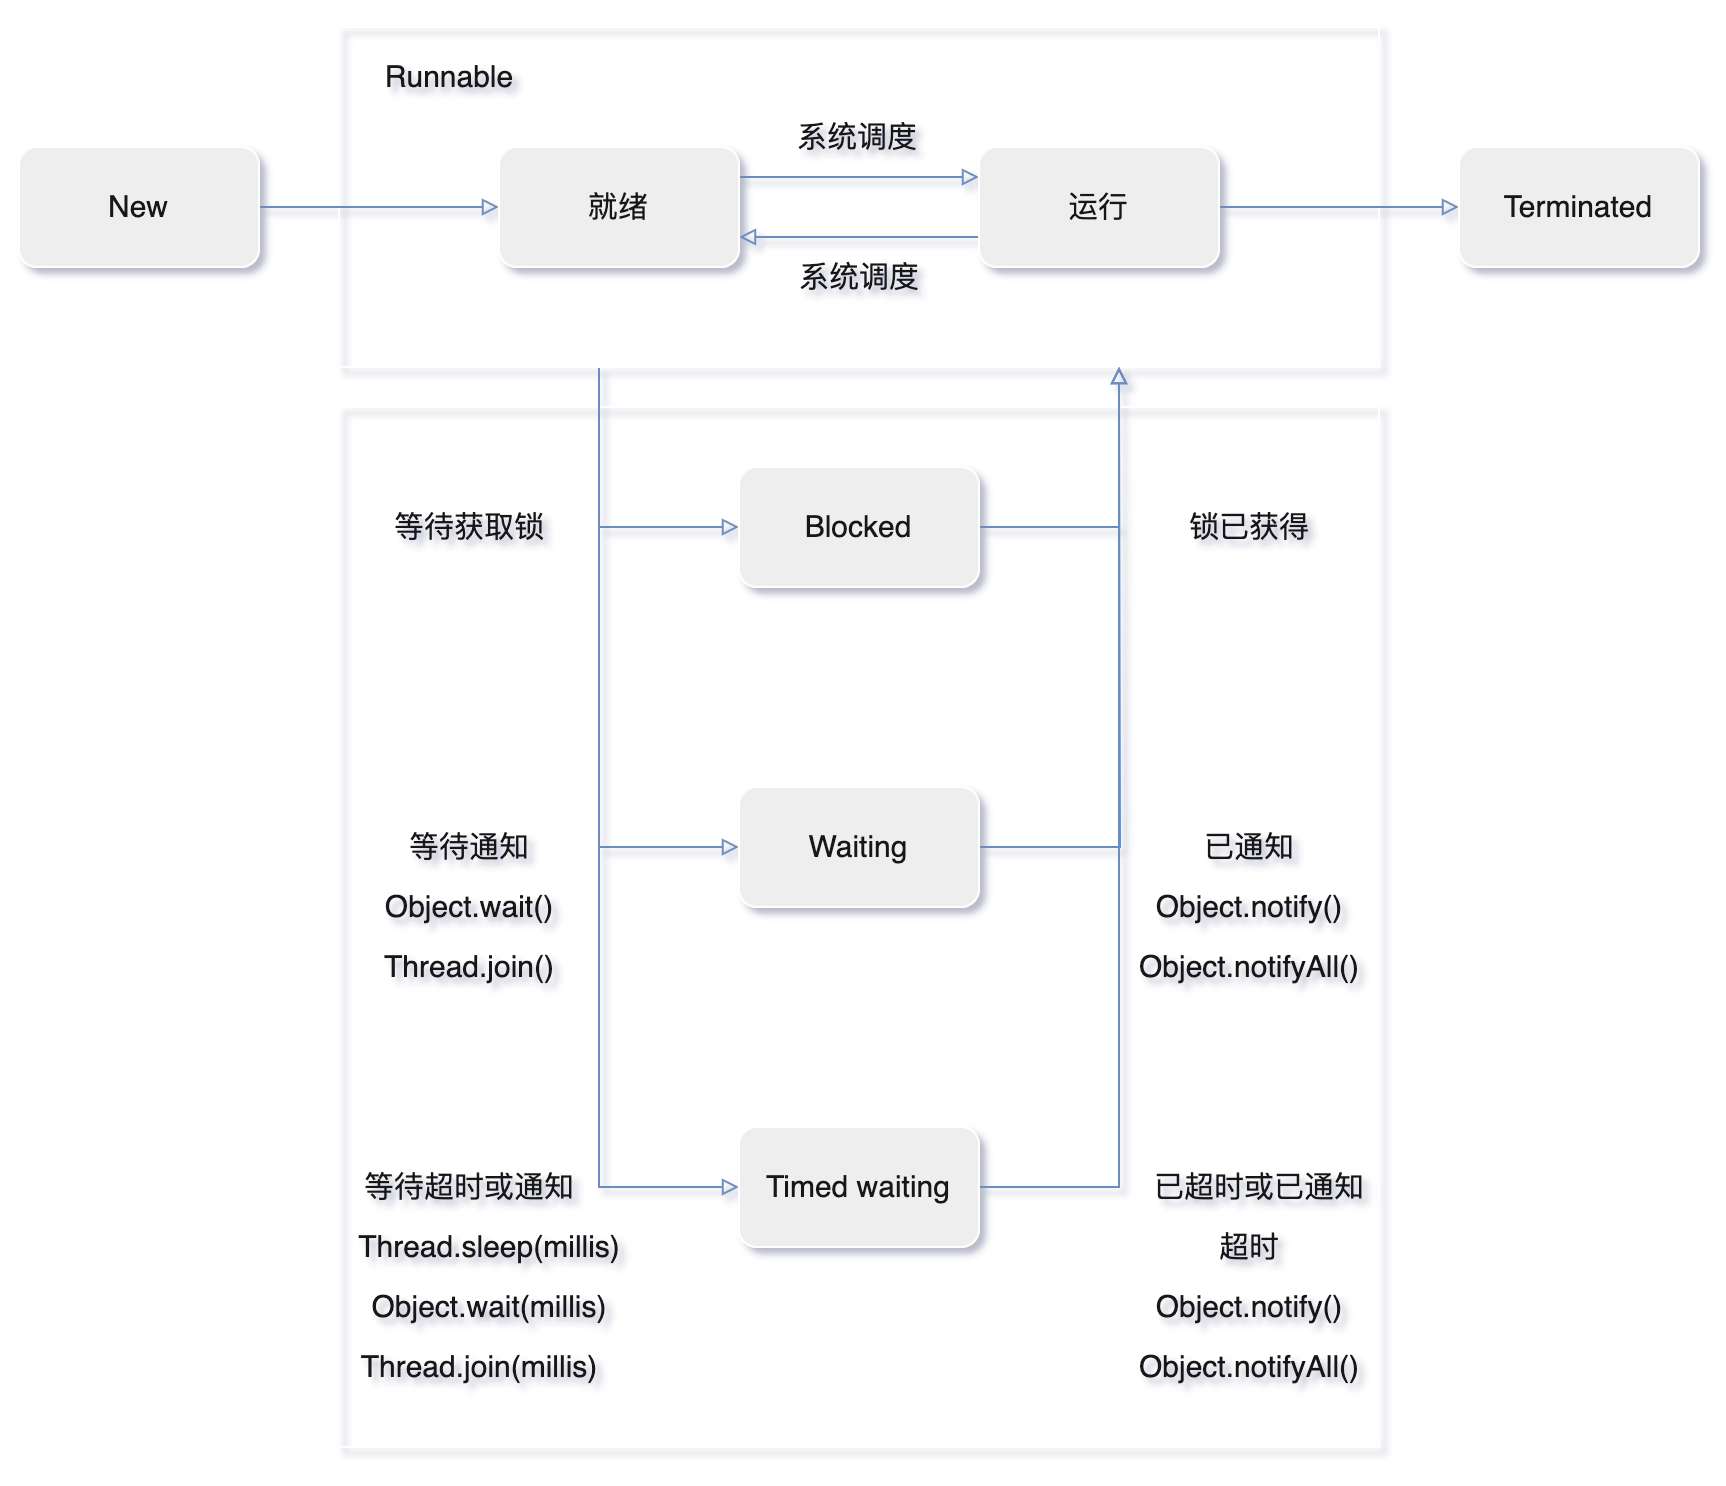 Runnable
系统调度
New
就绪
运行
Terminated
系统调度
等待获取锁
Blocked
锁已获得
等待通知
Waiting
已通知
Object.wait()
Object.notify()
Thread.join()
Object.notifyAll()
等待超时或通知
Timed waiting
已超时或已通知
Thread.sleep(millis)
超时
Object.wait(millis)
Object.notify()
Thread.join(millis)
Object.notifyAll()